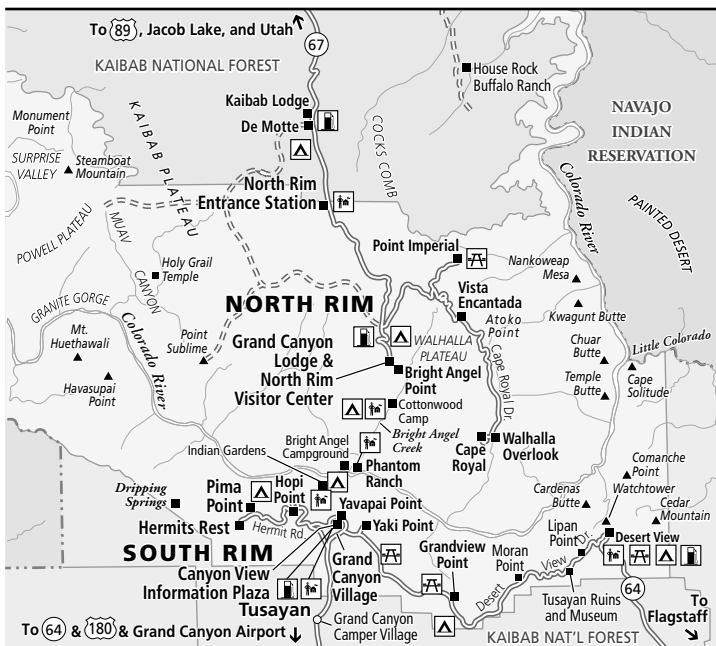 To 89, Jacob Lake, and Utah
67
KAIBAB NATIONAL FOREST
House Rock
Buffalo Ranch
NAVAJO
INDIAN
RESERVATION
Monument
Point
KAIBAB PLATEAU
Kaibab Lodge
De Motte
COCKS COMB
SURPRISE
VALLEY
Steamboat
Mountain
North Rim
Entrance Station
Colorado River
PAINTED DESERT
POWELL PLATEAU
MUAV
CANYON
Holy Grail
Temple
Point Imperial
Nankoweap
Mesa
GRANITE GORGE
NORTH RIM
Vista
Encantada
Atoko
Point
Kwagunt Butte
Mt.
Huethawali
Colorado River
Point
Sublime
Grand Canyon
Lodge &
North Rim
Visitor Center
WALHALLA
PLATEAU
Cape Royal Dr.
Chuar
Butte
Little Colorado
Havasupai
Point
Bright Angel
Point
Temple
Butte
Cape
Solitude
Cottonwood
Camp
Bright Angel
Creek
Cape
Royal
Walhalla
Overlook
Indian Gardens
Bright Angel
Campground
Phantom
Ranch
Comanche
Point
Watchtower
Dripping
Springs
Pima
Point
Hopi
Point
Yavapai Point
Cardenas
Butte
Cedar
Mountain
Hermits Rest
Hermit Rd.
Yaki Point
Lipan
Point
Desert View
SOUTH RIM
Canyon View
Information Plaza
Grand
Canyon
Village
Grandview
Point
Moran
Point
Desert View Dr.
64
Tusayan
Tusayan Ruins
and Museum
To
Flagstaff
To 64 & 180 & Grand Canyon Airport
Grand Canyon
Camper Village
KAIBAB NAT'L FOREST